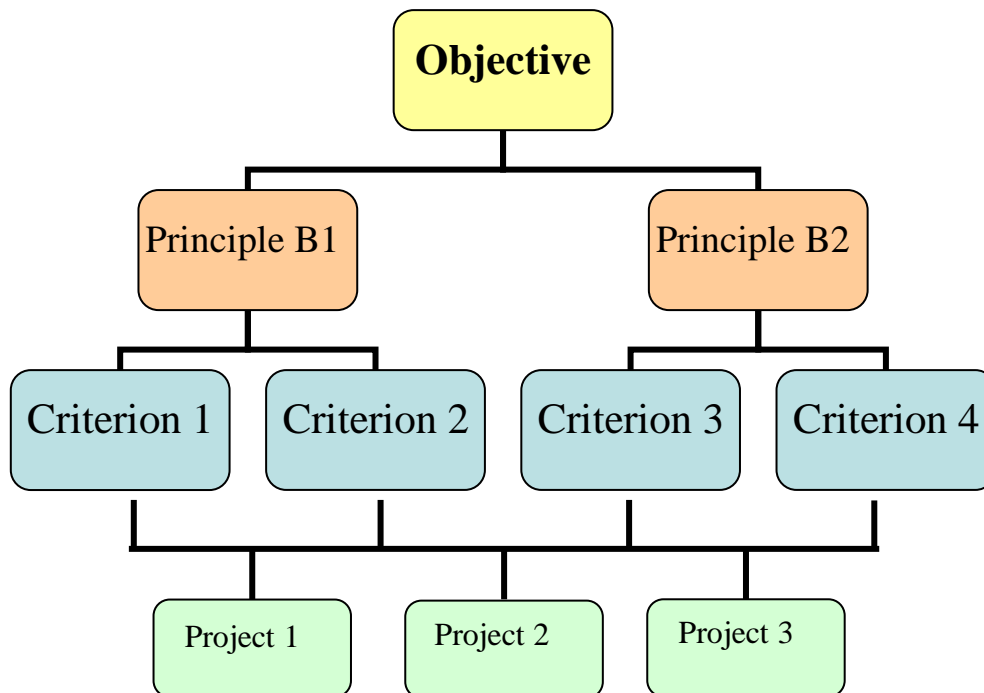 Objective
Principle B1
Principle B2
Criterion 1
Criterion 2
Criterion 3
Criterion 4
Project 1
Project 2
Project 3